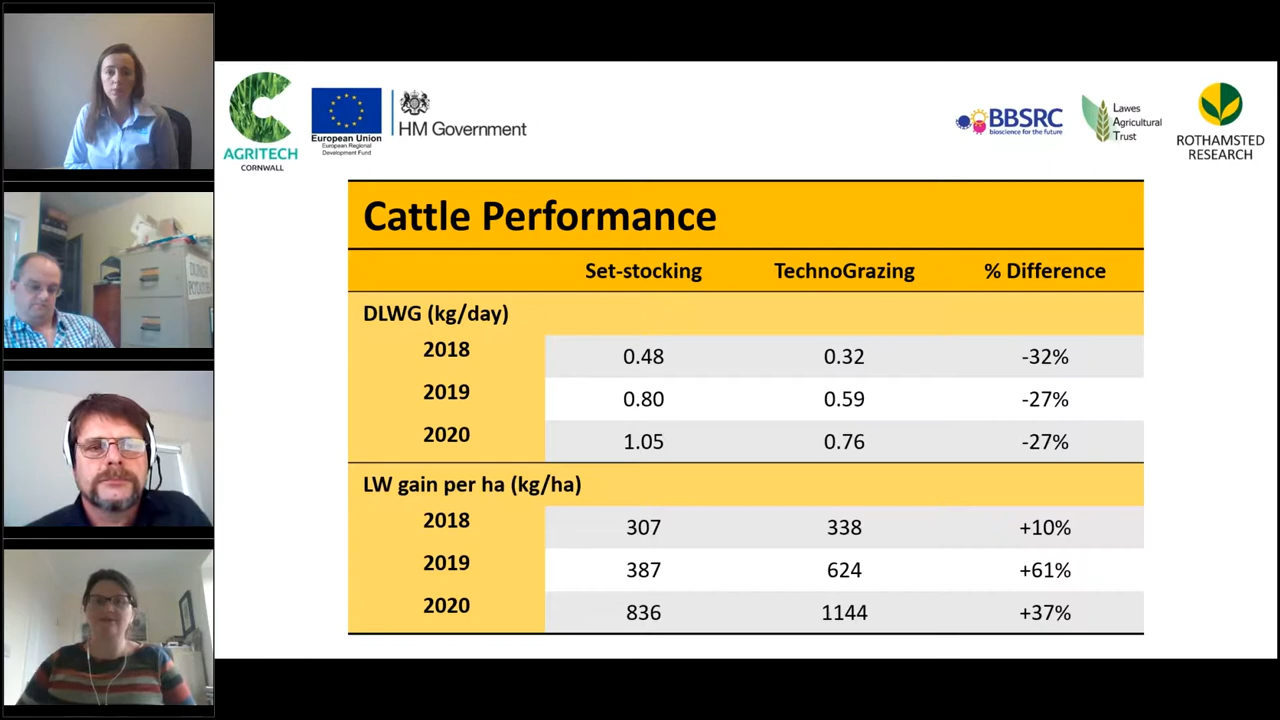 AGRITECH
CORNWALL
European Union
European Regional
Development Fund
HM Government
BBSRC
bioscience for the future
Lawes
Agricultural
Trust
ROTHAMSTED
RESEARCH
Cattle Performance
Set-stocking TechnoGrazing % Difference
DLWG (kg/day)
2018 0.48 0.32 -32%
2019 0.80 0.59 -27%
2020 1.05 0.76 -27%
LW gain per ha (kg/ha)
2018 307 338 +10%
2019 387 624 +61%
2020 836 1144 +37%